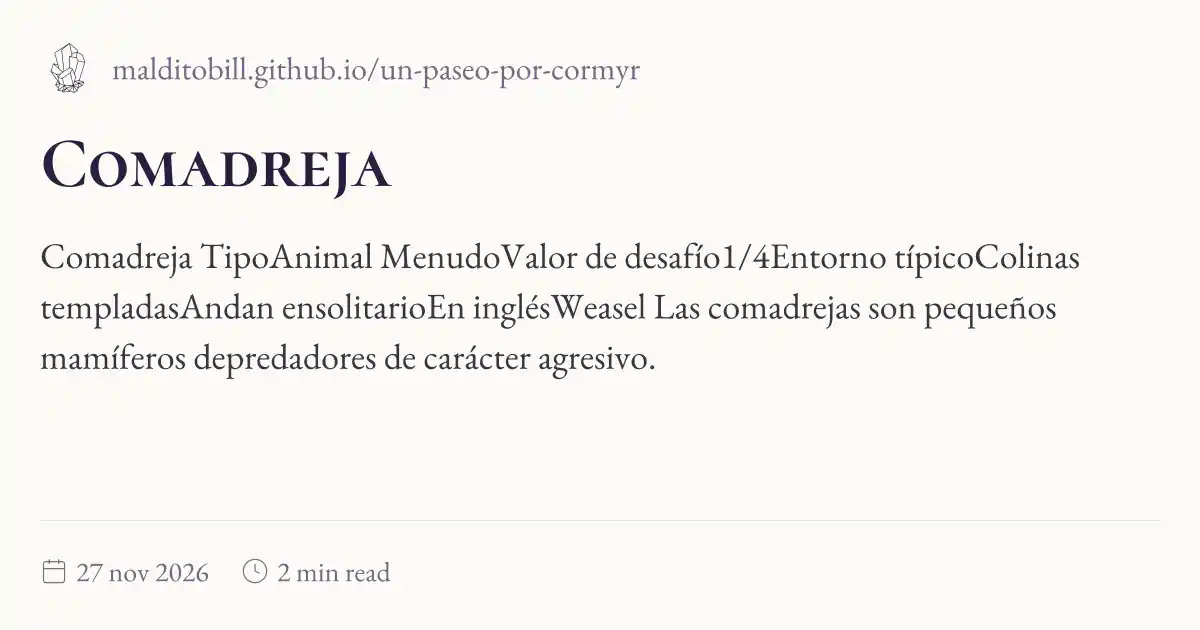 malditobill.github.io/un-paseo-por-cormyr
Comadreja
Comadreja TipoAnimal MenudoValor de desafío1/4Entorno típicoColinas
templadasAndan ensolitarioEn inglésWeasel Las comadrejas son pequeños
mamíferos depredadores de carácter agresivo.
27 nov 2026 2 min read